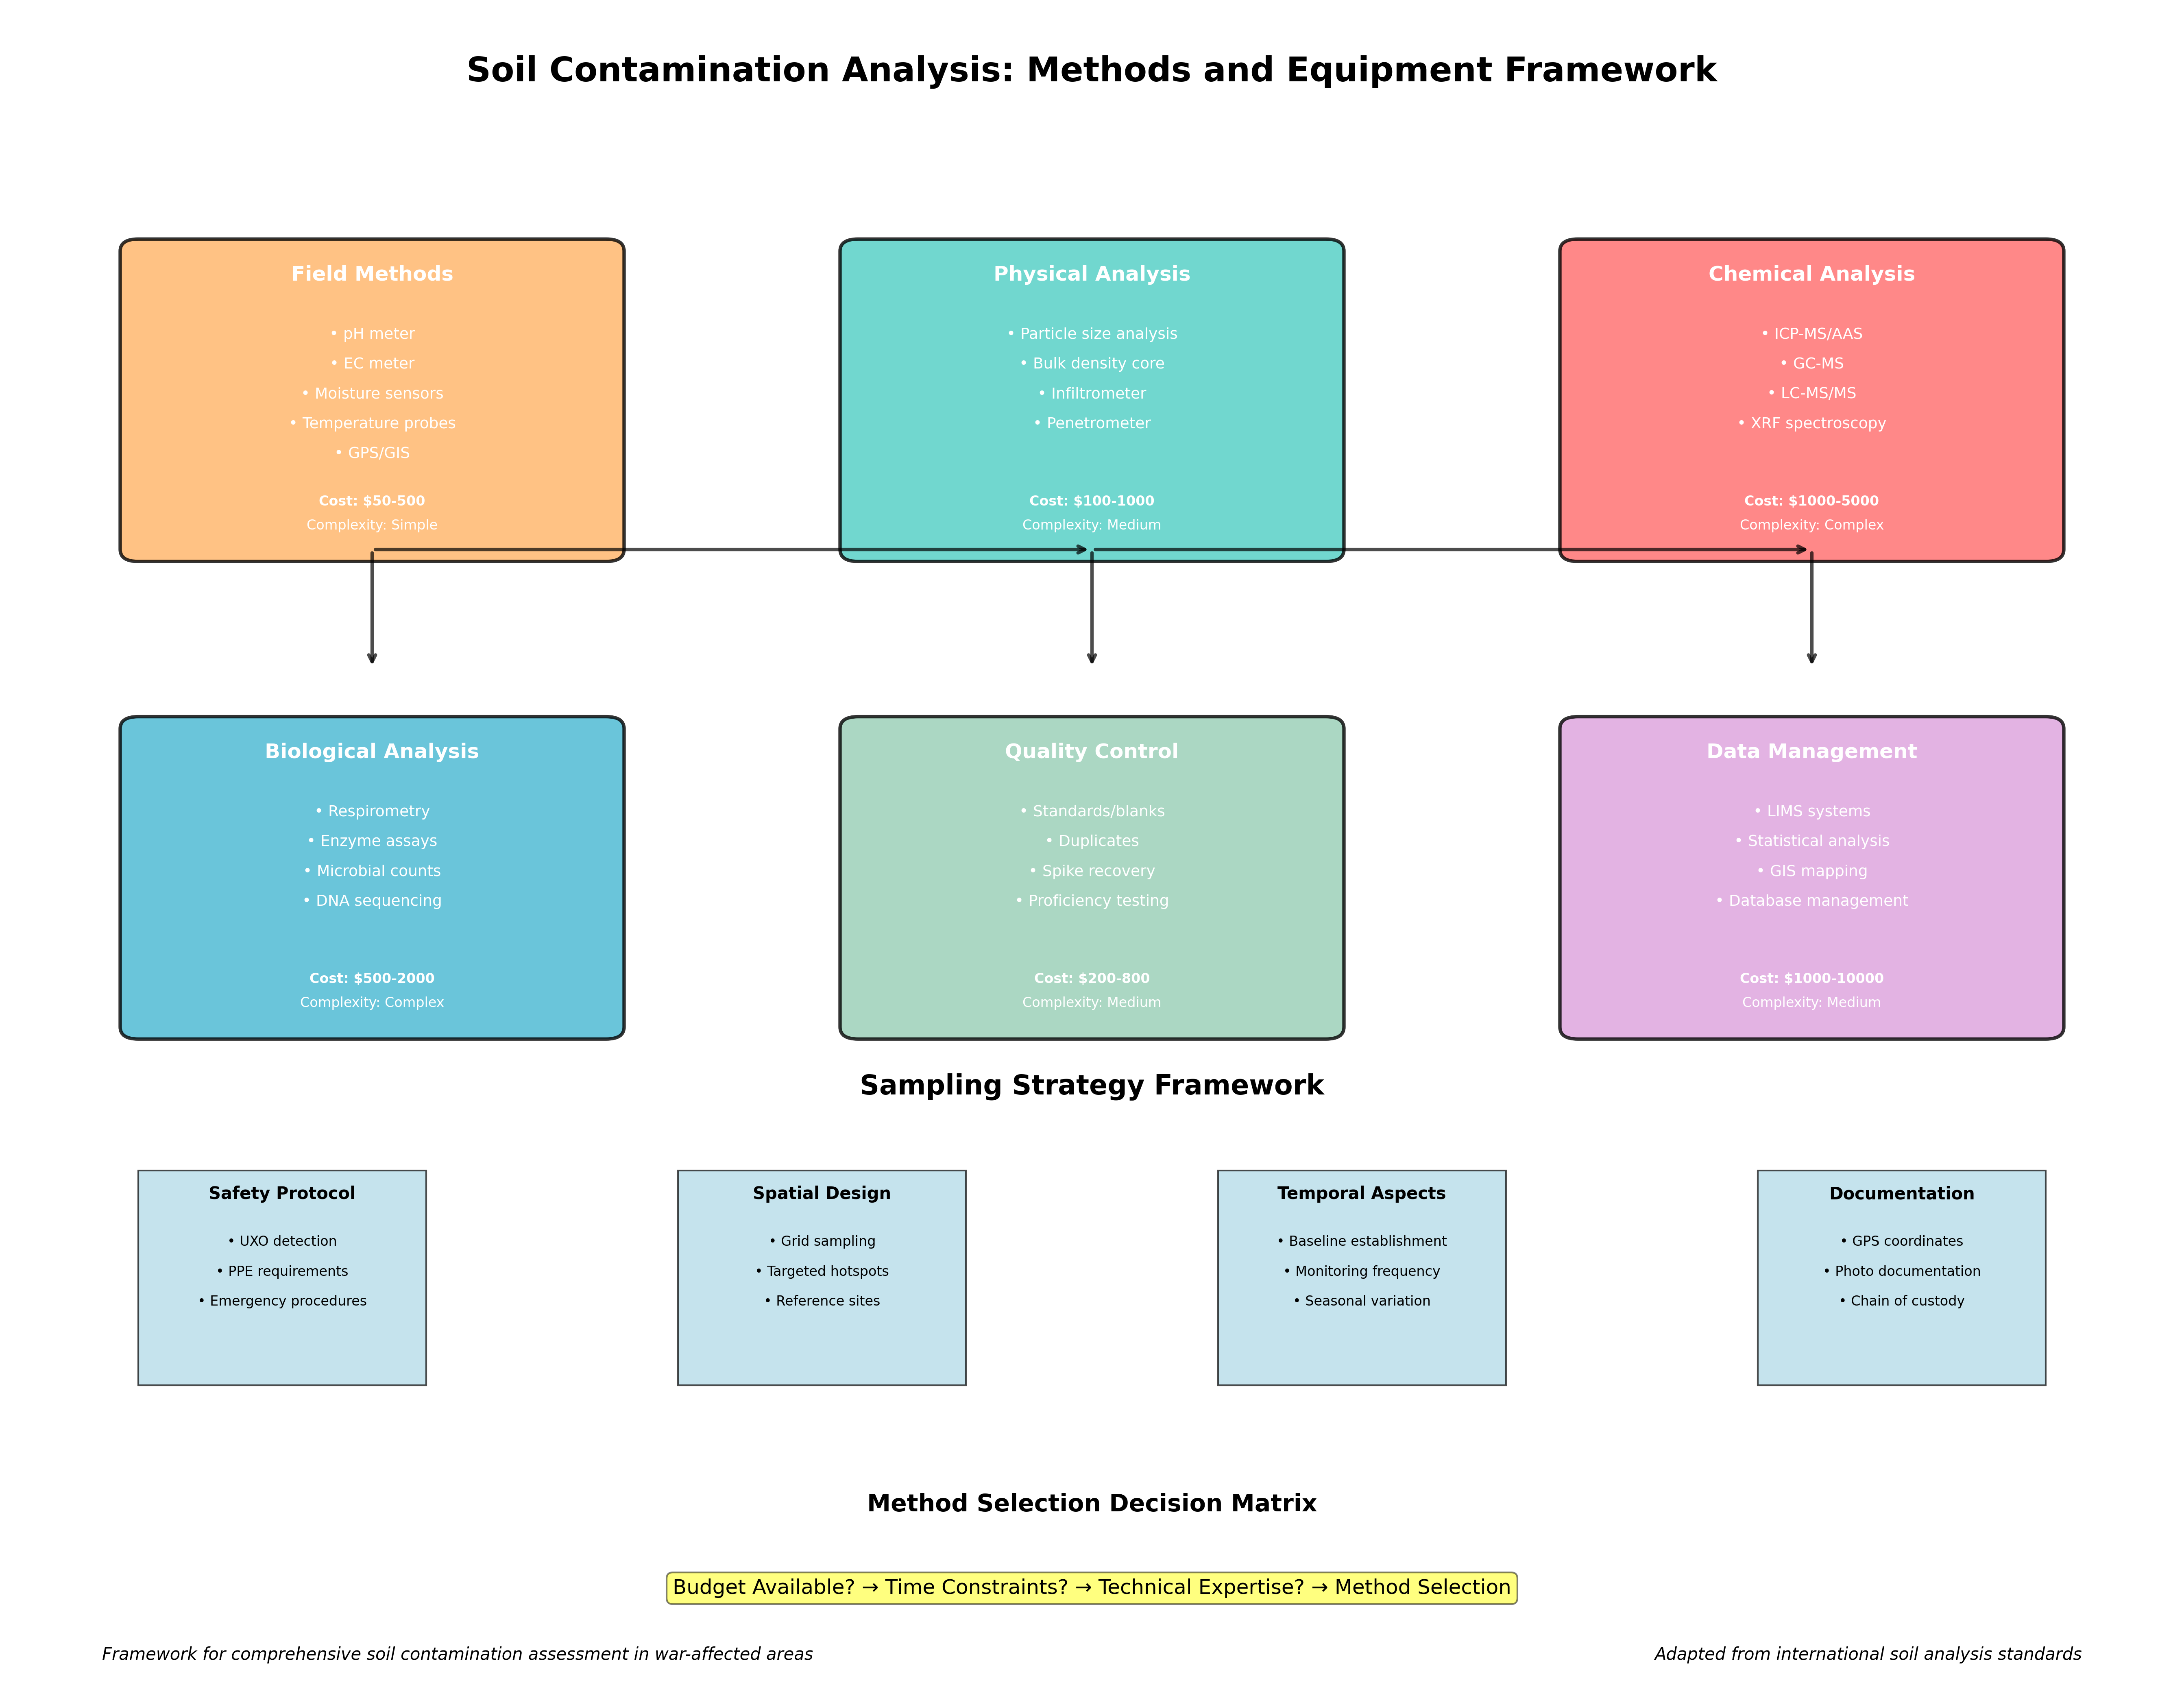 Soil Contamination Analysis: Methods and Equipment Framework
Field Methods
• pH meter
• EC meter
• Moisture sensors
• Temperature probes
• GPS/GIS
Cost: $50-500
Complexity: Simple
Physical Analysis
• Particle size analysis
• Bulk density core
• Infiltrometer
• Penetrometer
Cost: $100-1000
Complexity: Medium
Chemical Analysis
• ICP-MS/AAS
• GC-MS
• LC-MS/MS
• XRF spectroscopy
Cost: $1000-5000
Complexity: Complex
Biological Analysis
• Respirometry
• Enzyme assays
• Microbial counts
• DNA sequencing
Cost: $500-2000
Complexity: Complex
Quality Control
• Standards/blanks
• Duplicates
• Spike recovery
• Proficiency testing
Cost: $200-800
Complexity: Medium
Data Management
• LIMS systems
• Statistical analysis
• GIS mapping
• Database management
Cost: $1000-10000
Complexity: Medium
Sampling Strategy Framework
Safety Protocol
• UXO detection
• PPE requirements
• Emergency procedures
Spatial Design
• Grid sampling
• Targeted hotspots
• Reference sites
Temporal Aspects
• Baseline establishment
• Monitoring frequency
• Seasonal variation
Documentation
• GPS coordinates
• Photo documentation
• Chain of custody
Method Selection Decision Matrix
Budget Available? → Time Constraints? → Technical Expertise? → Method Selection
Framework for comprehensive soil contamination assessment in war-affected areas
Adapted from international soil analysis standards